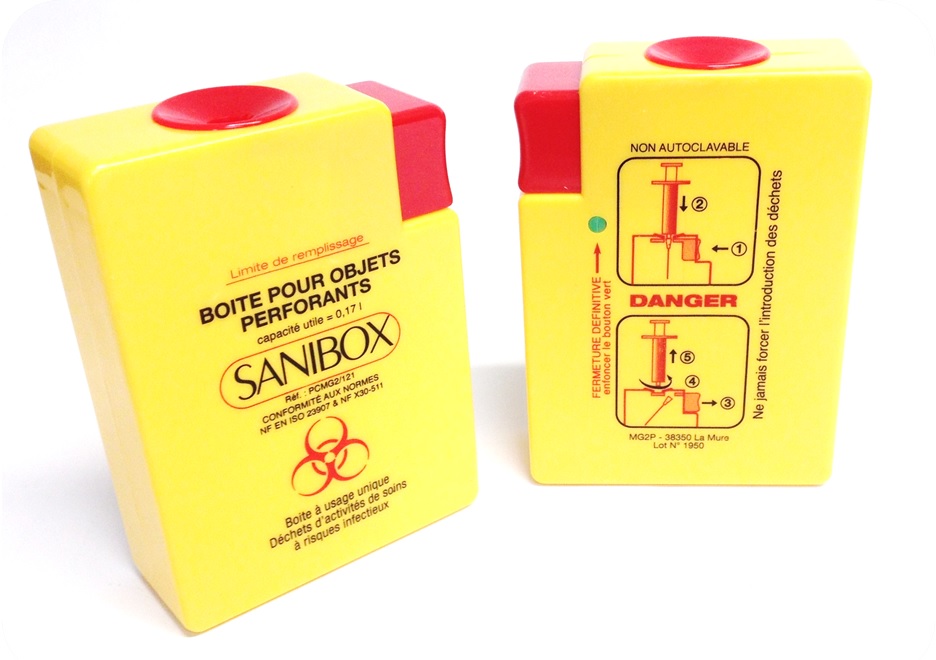 Limite de remplissage
BOITE POUR OBJETS
PERFORANTS
capacité utile = 0,17 l
SANIBOX
Réf. : PCMG2/121
CONFORMITÉ AUX NORMES
NF EN ISO 23907 & NF X30-511
Boite à usage unique
Déchets d'activités de soins
à risques infectieux
NON AUTOCLAVABLE
2
1
DANGER
5
4
3
MG2P - 38350 La Mure
Lot N° 1950
FERMETURE DEFINITIVE
enfoncer le bouton vert
Ne jamais forcer l'introduction des déchets